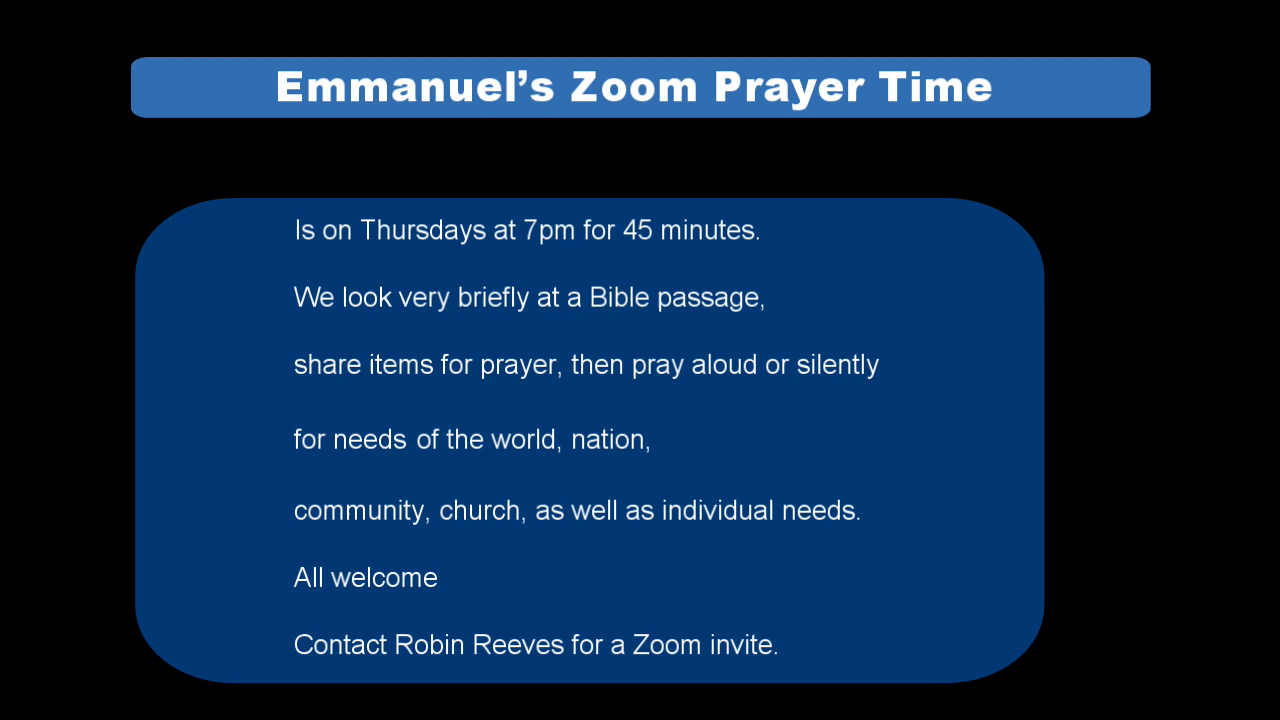 Emmanuel’s Zoom Prayer Time
Is on Thursdays at 7pm for 45 minutes.
We look very briefly at a Bible passage,
share items for prayer, then pray aloud or silently
for needs of the world, nation,
community, church, as well as individual needs.
All welcome
Contact Robin Reeves for a Zoom invite.